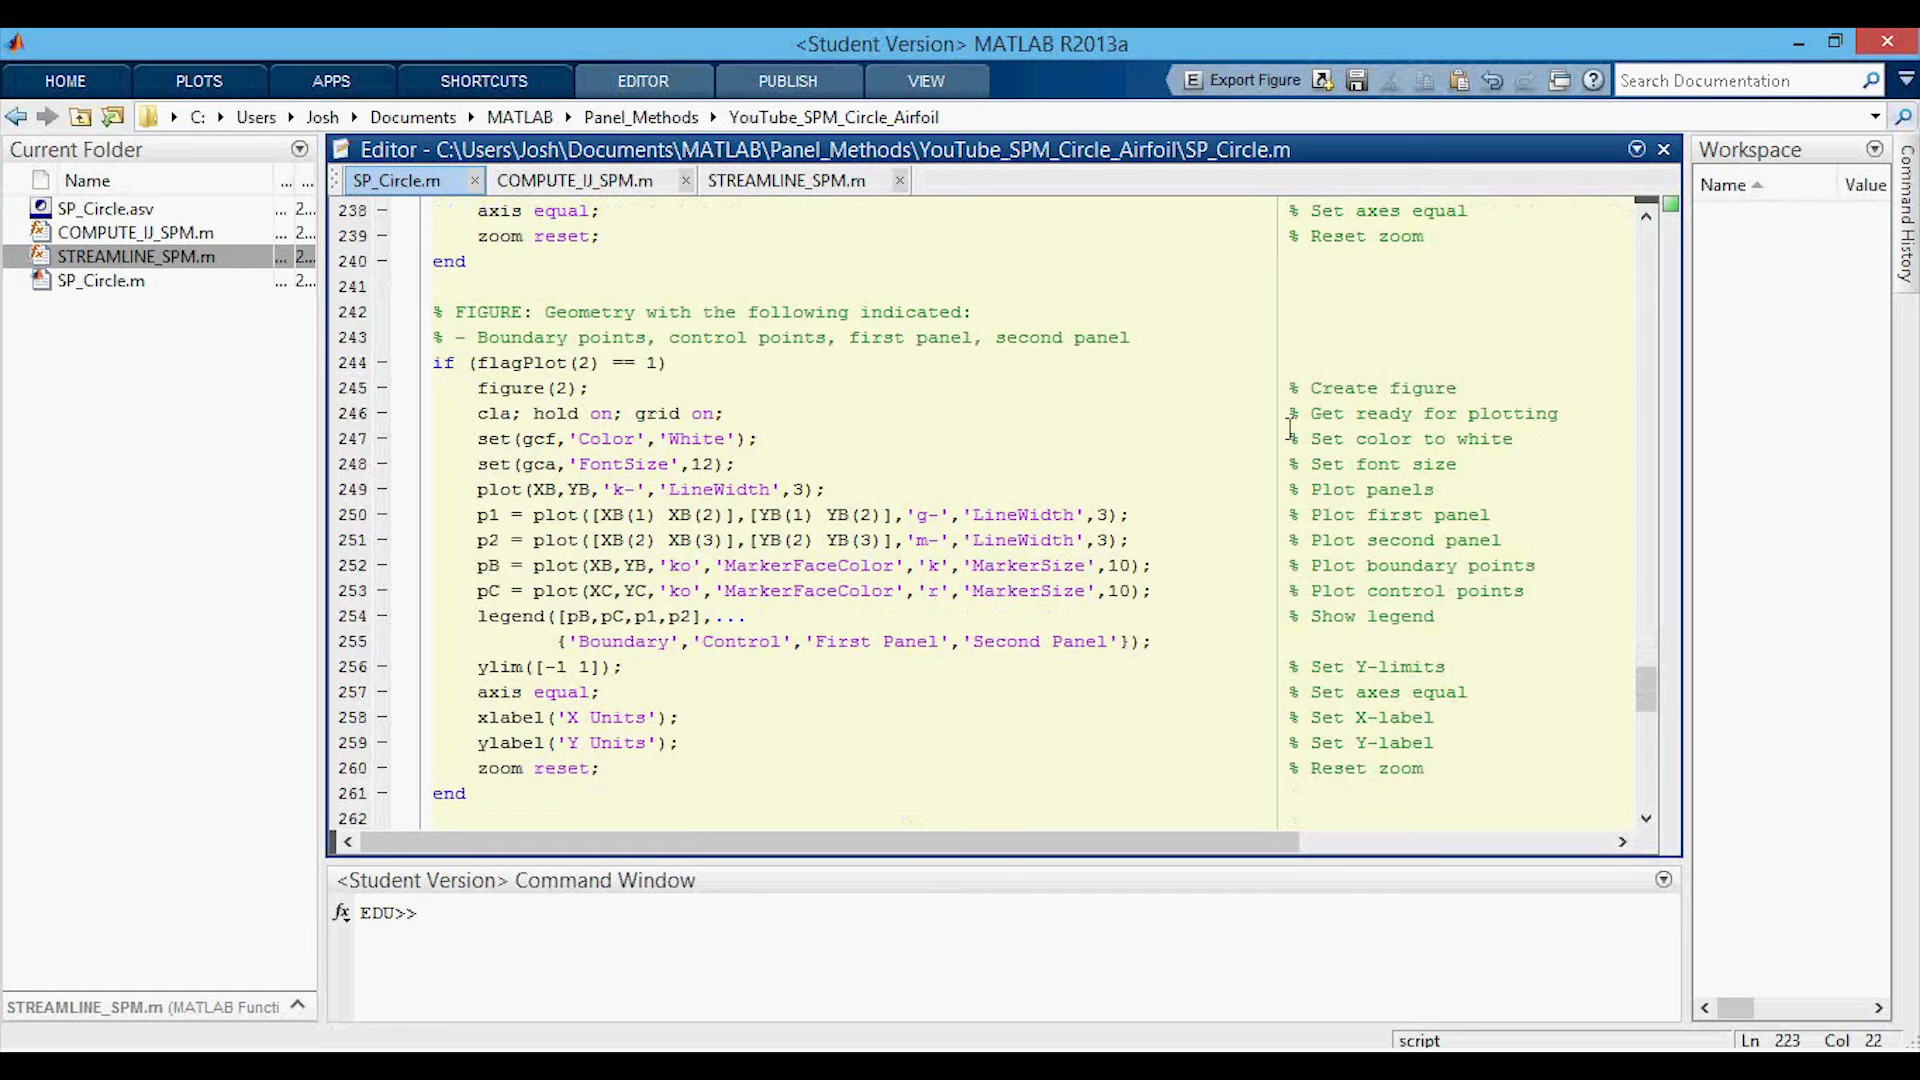 <Student Version> MATLAB R2013a
HOME PLOTS APPS SHORTCUTS EDITOR PUBLISH VIEW E Export Figure Search Documentation
C: Users Josh Documents MATLAB Panel_Methods YouTube_SPM_Circle_Airfoil
Current Folder
Name ... ...
SP_Circle.asv ... 2...
COMPUTE_IJ_SPM.m ... 2...
STREAMLINE_SPM.m ... 2...
SP_Circle.m ... 2...
STREAMLINE_SPM.m (MATLAB Functi
Editor - C:\Users\Josh\Documents\MATLAB\Panel_Methods\YouTube_SPM_Circle_Airfoil\SP_Circle.m
SP_Circle.m COMPUTE_IJ_SPM.m STREAMLINE_SPM.m
238 – axis equal; % Set axes equal
239 – zoom reset; % Reset zoom
240 – end
241
242 % FIGURE: Geometry with the following indicated:
243 % - Boundary points, control points, first panel, second panel
244 – if (flagPlot(2) == 1)
245 – figure(2); % Create figure
246 – cla; hold on; grid on; % Get ready for plotting
247 – set(gcf,'Color','White'); % Set color to white
248 – set(gca,'FontSize',12); % Set font size
249 – plot(XB,YB,'k-','LineWidth',3); % Plot panels
250 – p1 = plot([XB(1) XB(2)],[YB(1) YB(2)],'g-','LineWidth',3); % Plot first panel
251 – p2 = plot([XB(2) XB(3)],[YB(2) YB(3)],'m-','LineWidth',3); % Plot second panel
252 – pB = plot(XB,YB,'ko','MarkerFaceColor','k','MarkerSize',10); % Plot boundary points
253 – pC = plot(XC,YC,'ko','MarkerFaceColor','r','MarkerSize',10); % Plot control points
254 – legend([pB,pC,p1,p2],... % Show legend
255 {'Boundary','Control','First Panel','Second Panel'});
256 – ylim([-1 1]); % Set Y-limits
257 – axis equal; % Set axes equal
258 – xlabel('X Units'); % Set X-label
259 – ylabel('Y Units'); % Set Y-label
260 – zoom reset; % Reset zoom
261 – end
262
<Student Version> Command Window
fx EDU>>
Workspace
Name Value
Command History
script Ln 223 Col 22